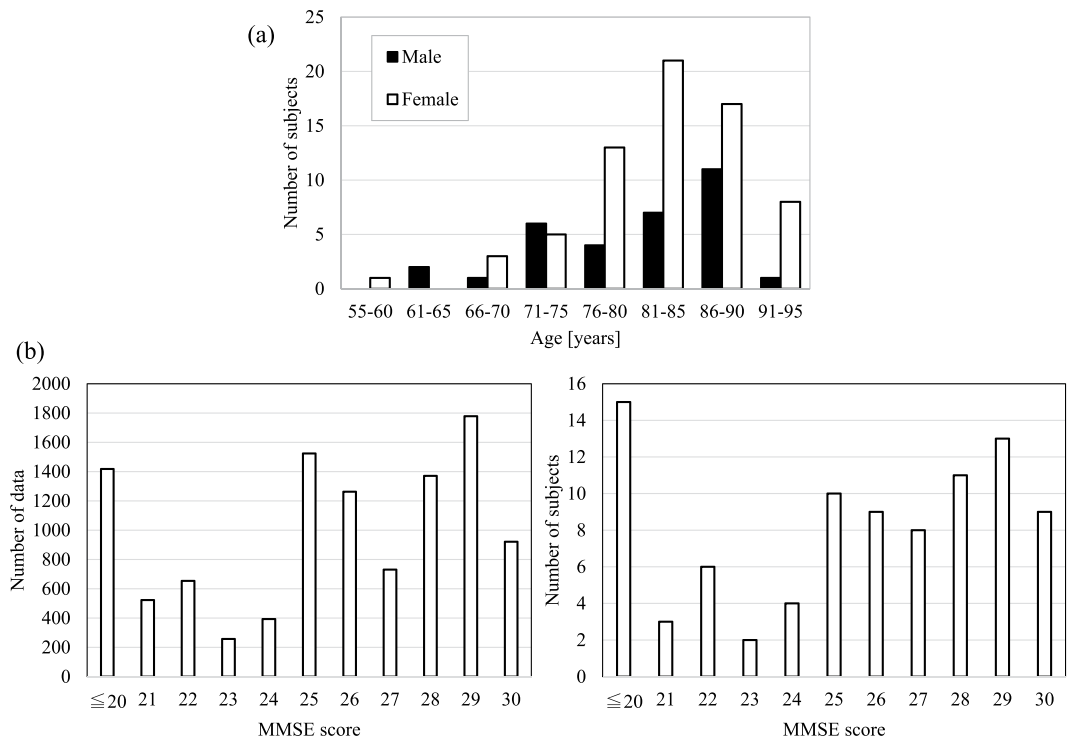 (a)
Number of subjects
25
20
15
10
5
0
Male
Female
55-60 61-65 66-70 71-75 76-80 81-85 86-90 91-95
Age [years]
(b)
Number of data
2000
1800
1600
1400
1200
1000
800
600
400
200
0
≦20 21 22 23 24 25 26 27 28 29 30
MMSE score
Number of subjects
16
14
12
10
8
6
4
2
0
≦20 21 22 23 24 25 26 27 28 29 30
MMSE score